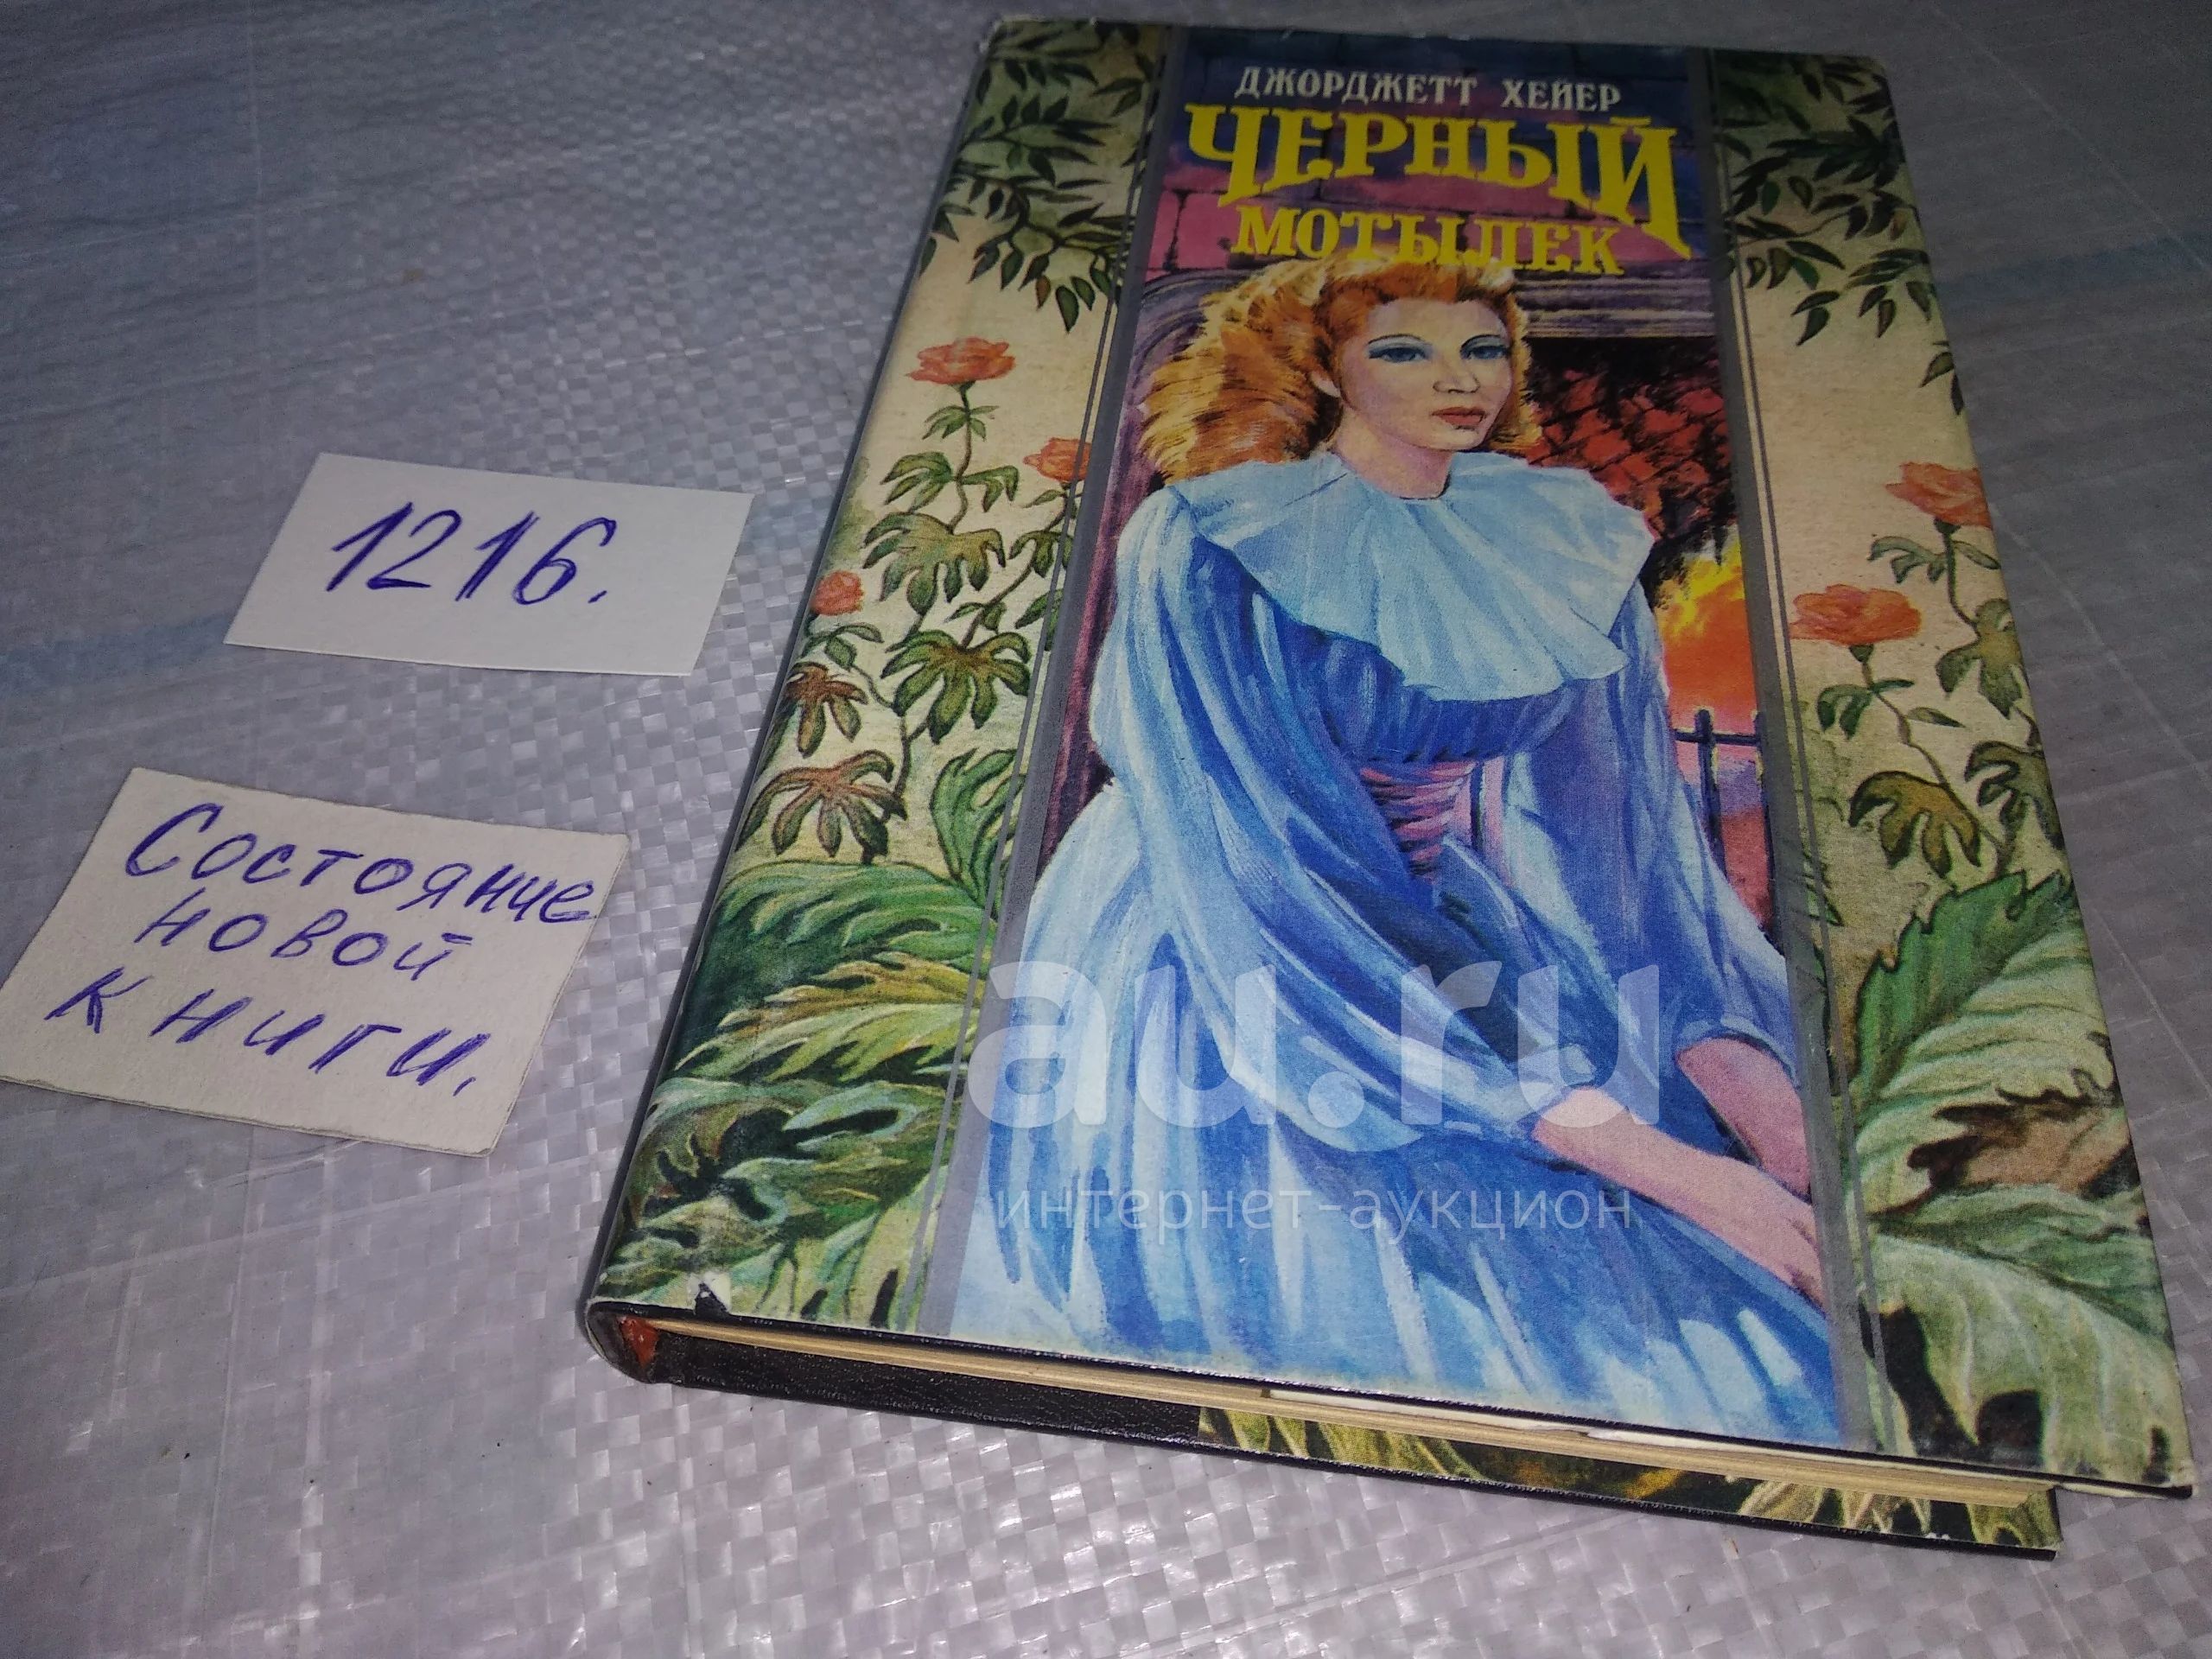 ДЖОРДЖЕТТ ХЕЙЕР
ЧЕРНЫЙ
МОТЫЛЕК
1216.
Состояние
новой
книги.
au.ru
интернет-аукцион